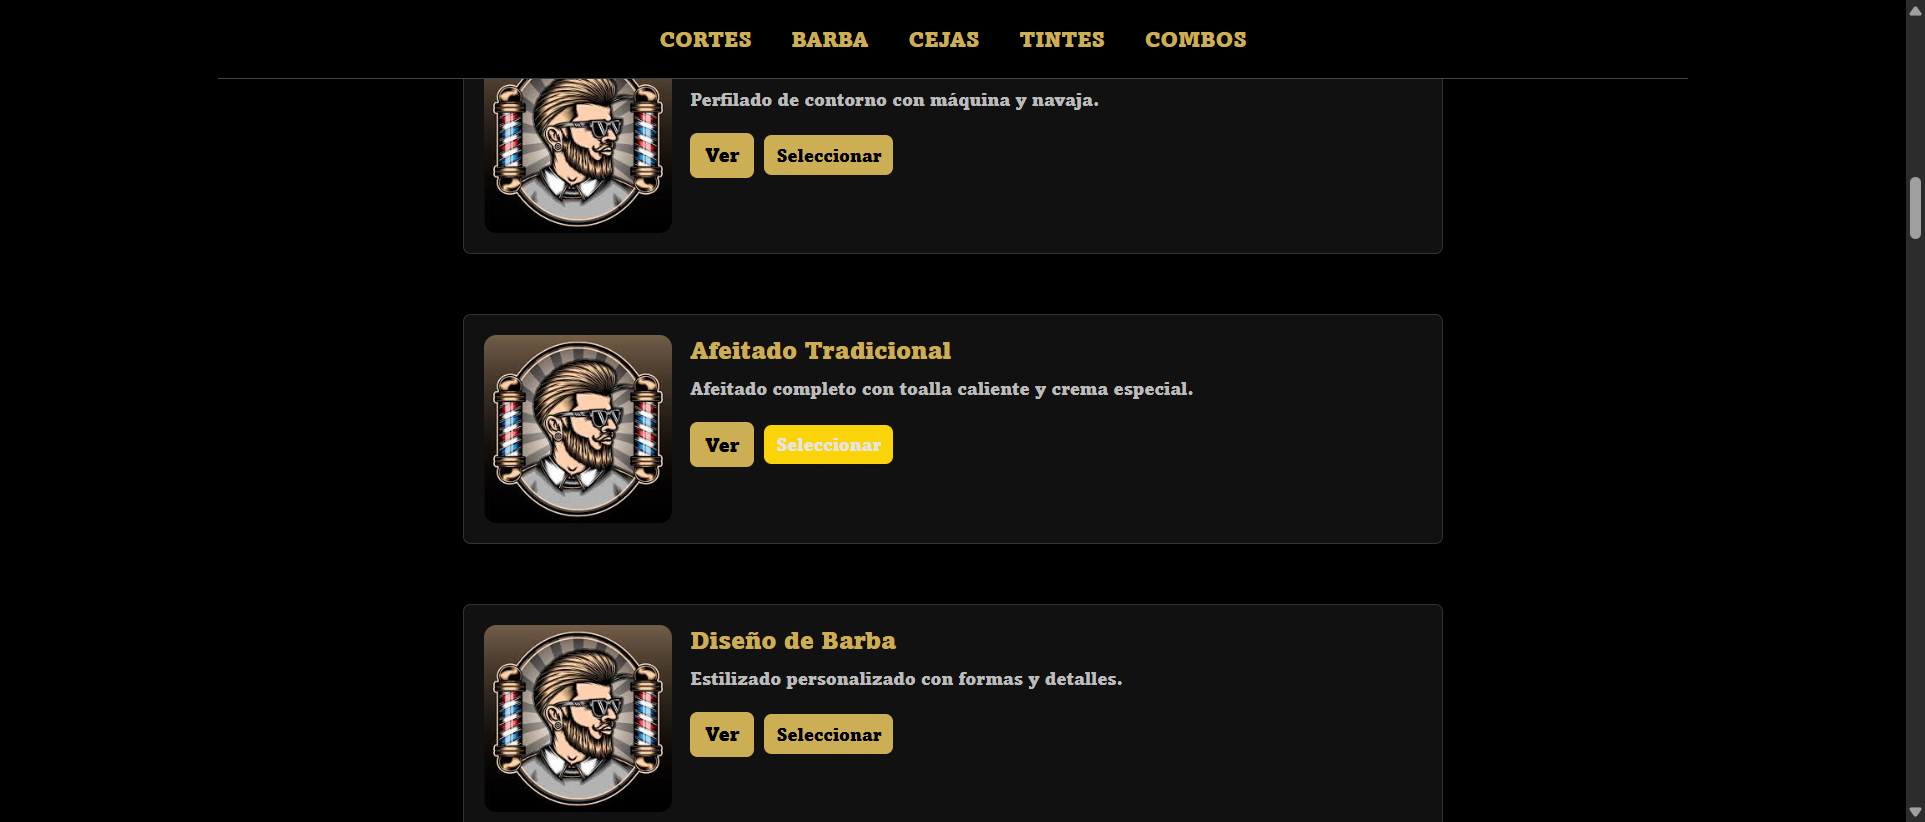 CORTES BARBA CEJAS TINTES COMBOS
Perfilado de contorno con máquina y navaja.
Ver Seleccionar
Afeitado Tradicional
Afeitado completo con toalla caliente y crema especial.
Ver Seleccionar
Diseño de Barba
Estilizado personalizado con formas y detalles.
Ver Seleccionar